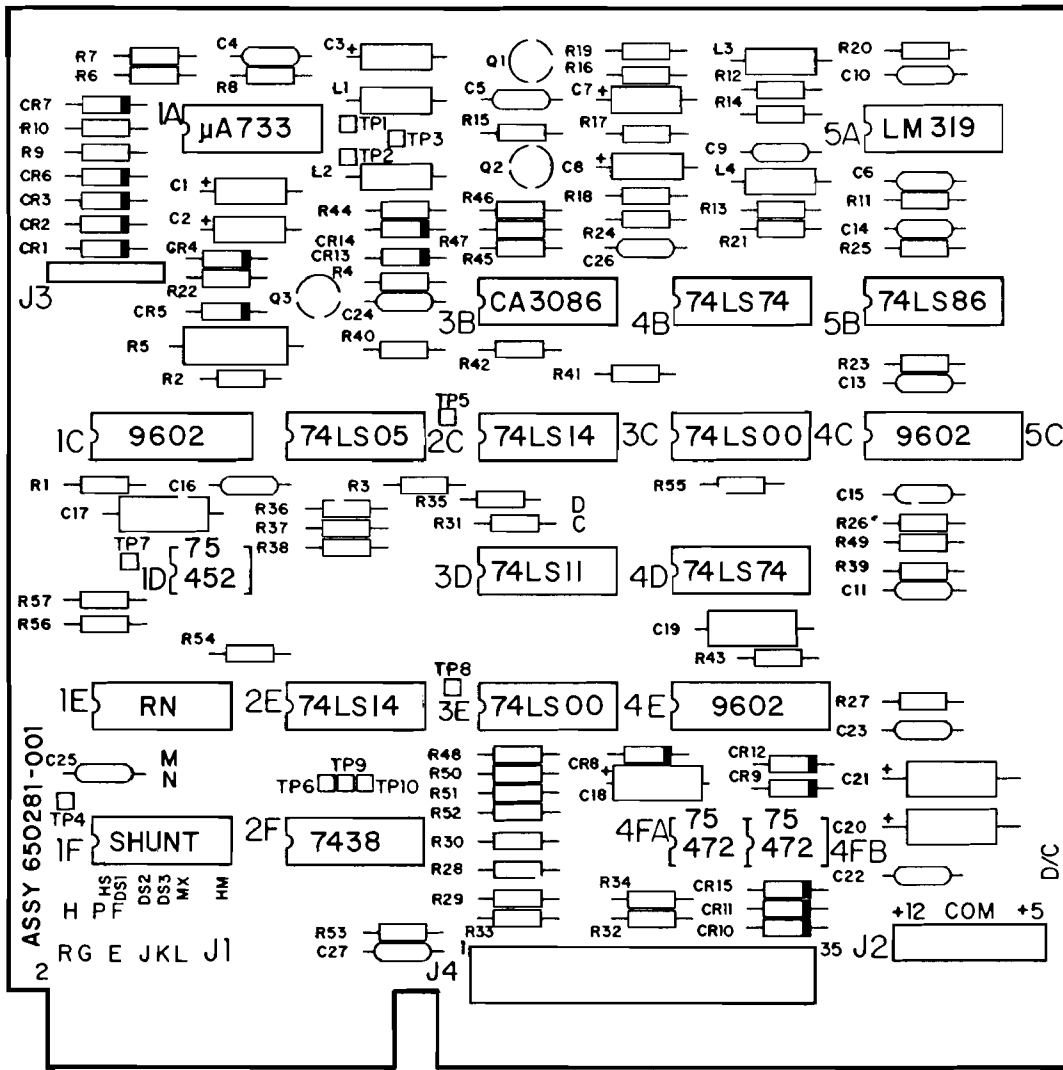 R7 C4 C3 + Q1 R19 L3 R20
R6 R8 R16 R12 C10
CR7 1A µA733 L1 C5 C7 + R14
R10 TP1 R15 R17 5A LM319
R9 TP3 C9
TP2
CR6 L2 Q2 C8 + L4 C6
CR3 C1 + R18 R11
CR2 C2 + R44 R46 R24 R13 C14
CR1 CR4 CR14 R47 C26 R21 R25
CR13 R45
J3 R22 R4
Q3 3B CA3086 4B 74LS74 5B 74LS86
CR5 C24
R5 R40 R42
R2 R41 R23
C13
TP5
1C 9602 74LS05 2C 74LS14 3C 74LS00 4C 9602 5C
R1 C16 R3 R35 D R55 C15
C17 R36 R31 C R26
R37 R49
TP7 75 R38
1D 452 3D 74LS11 4D 74LS74 R39
C11
R57
R56 C19
R54 R43
TP8
1E RN 2E 74LS14 3E 74LS00 4E 9602 R27
C23
C25 M R48 CR8 CR12
N TP9 R50 + CR9 C21 +
TP6 TP10 R51 C18
TP4 R52 75 75 C20 +
1F SHUNT 2F 7438 R30 4FA 472 472 4FB
R28 C22 D/C
HS DS1 DS2 DS3 MX HM
H P F R29 R34 CR15
R33 R32 CR11 +12 COM +5
R53 CR10
R G E J K L J1 C27 J4 1 35 J2
2 ASSY 650281-001